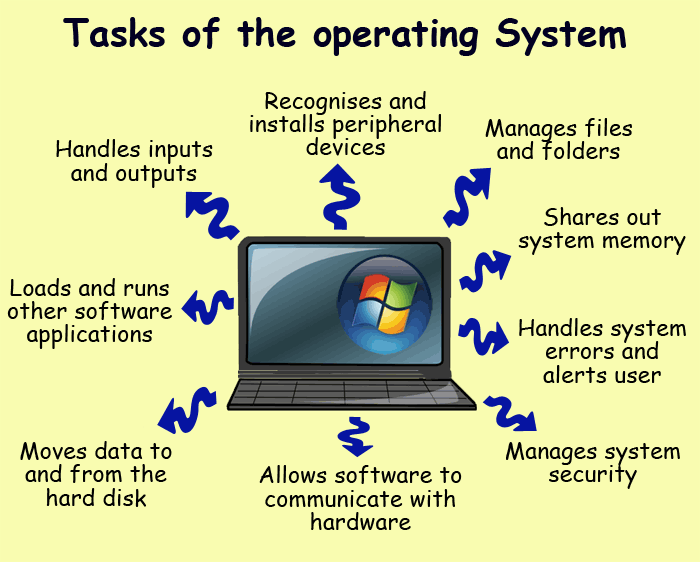 Tasks of the operating System
Recognises and
installs peripheral
devices
Manages files
and folders
Handles inputs
and outputs
Shares out
system memory
Loads and runs
other software
applications
Handles system
errors and
alerts user
Moves data to
and from the
hard disk
Allows software to
communicate with
hardware
Manages system
security